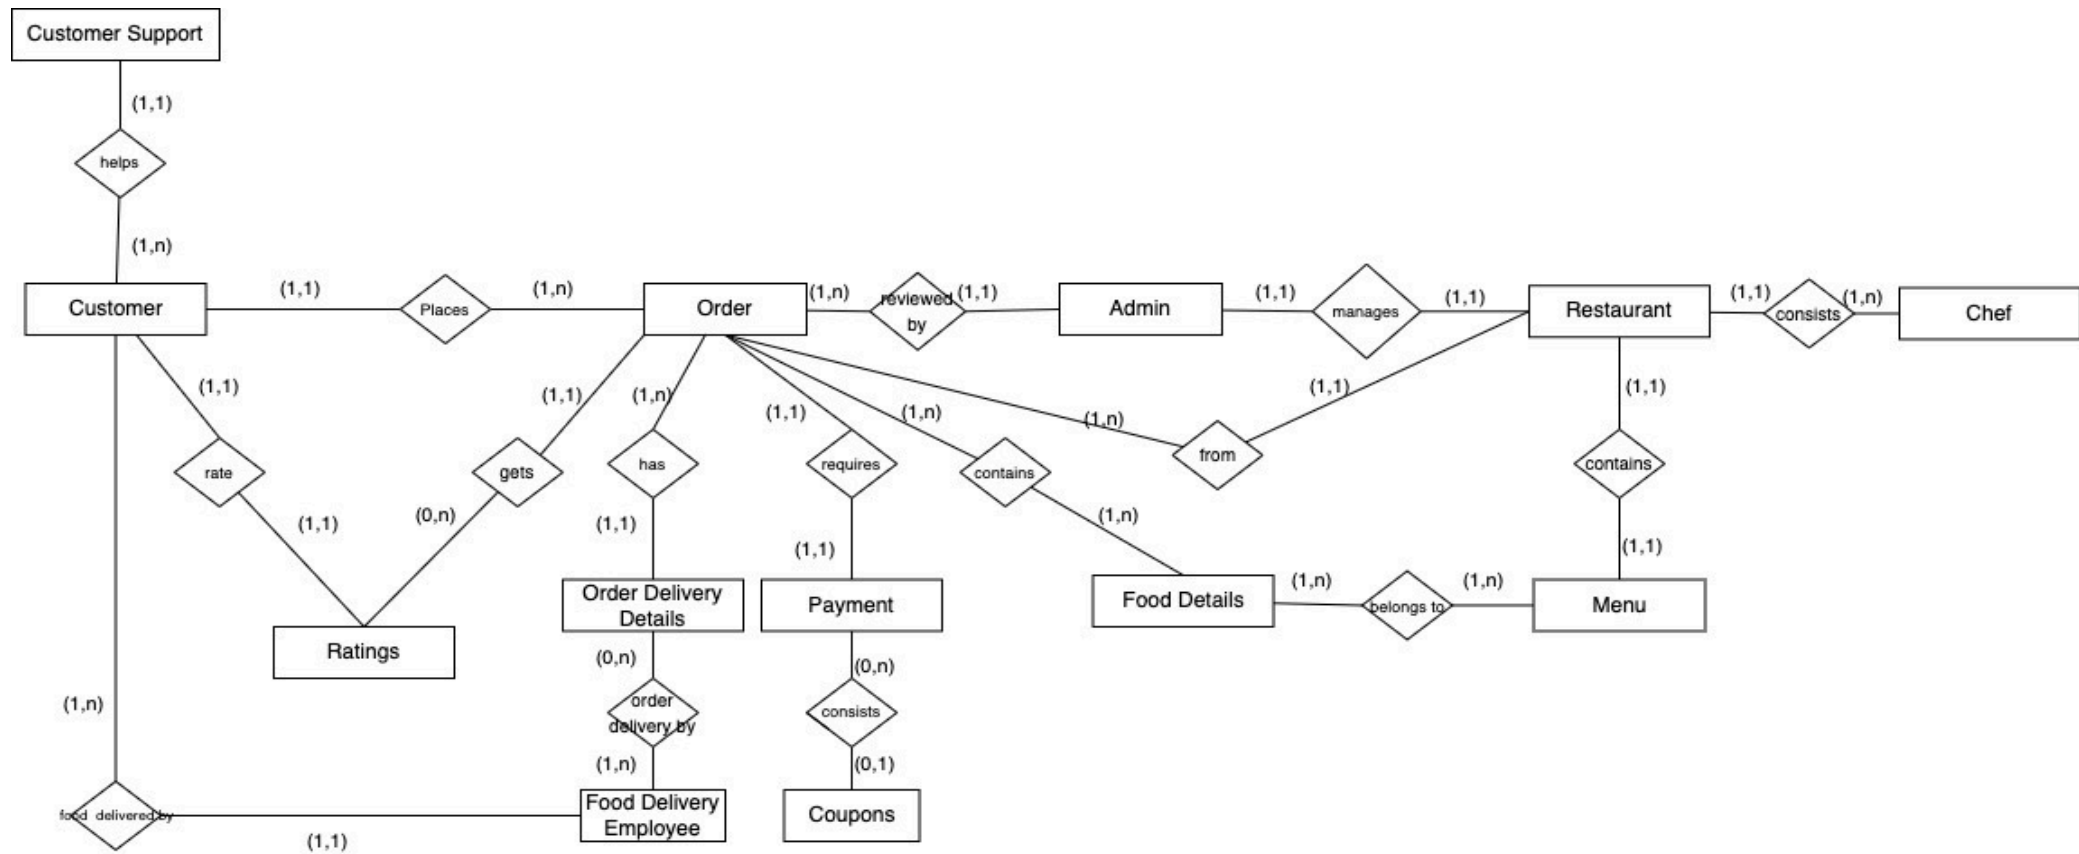 Customer Support
(1,1)
helps
(1,n)
Customer
(1,1)
Places
(1,n)
Order
(1,n)
reviewed
by
(1,1)
Admin
(1,1)
manages
(1,1)
Restaurant
(1,1)
consists
(1,n)
Chef
(1,1)
rate
(1,1)
(1,1)
gets
(0,n)
Ratings
(1,n)
has
(1,1)
Order Delivery
Details
(0,n)
order
delivery by
(1,n)
Food Delivery
Employee
(1,1)
requires
(1,1)
Payment
(0,n)
consists
(0,1)
Coupons
(1,n)
contains
(1,n)
Food Details
(1,n)
from
(1,1)
(1,1)
contains
(1,1)
Menu
(1,n)
belongs to
(1,n)
(1,n)
food delivered by
(1,1)